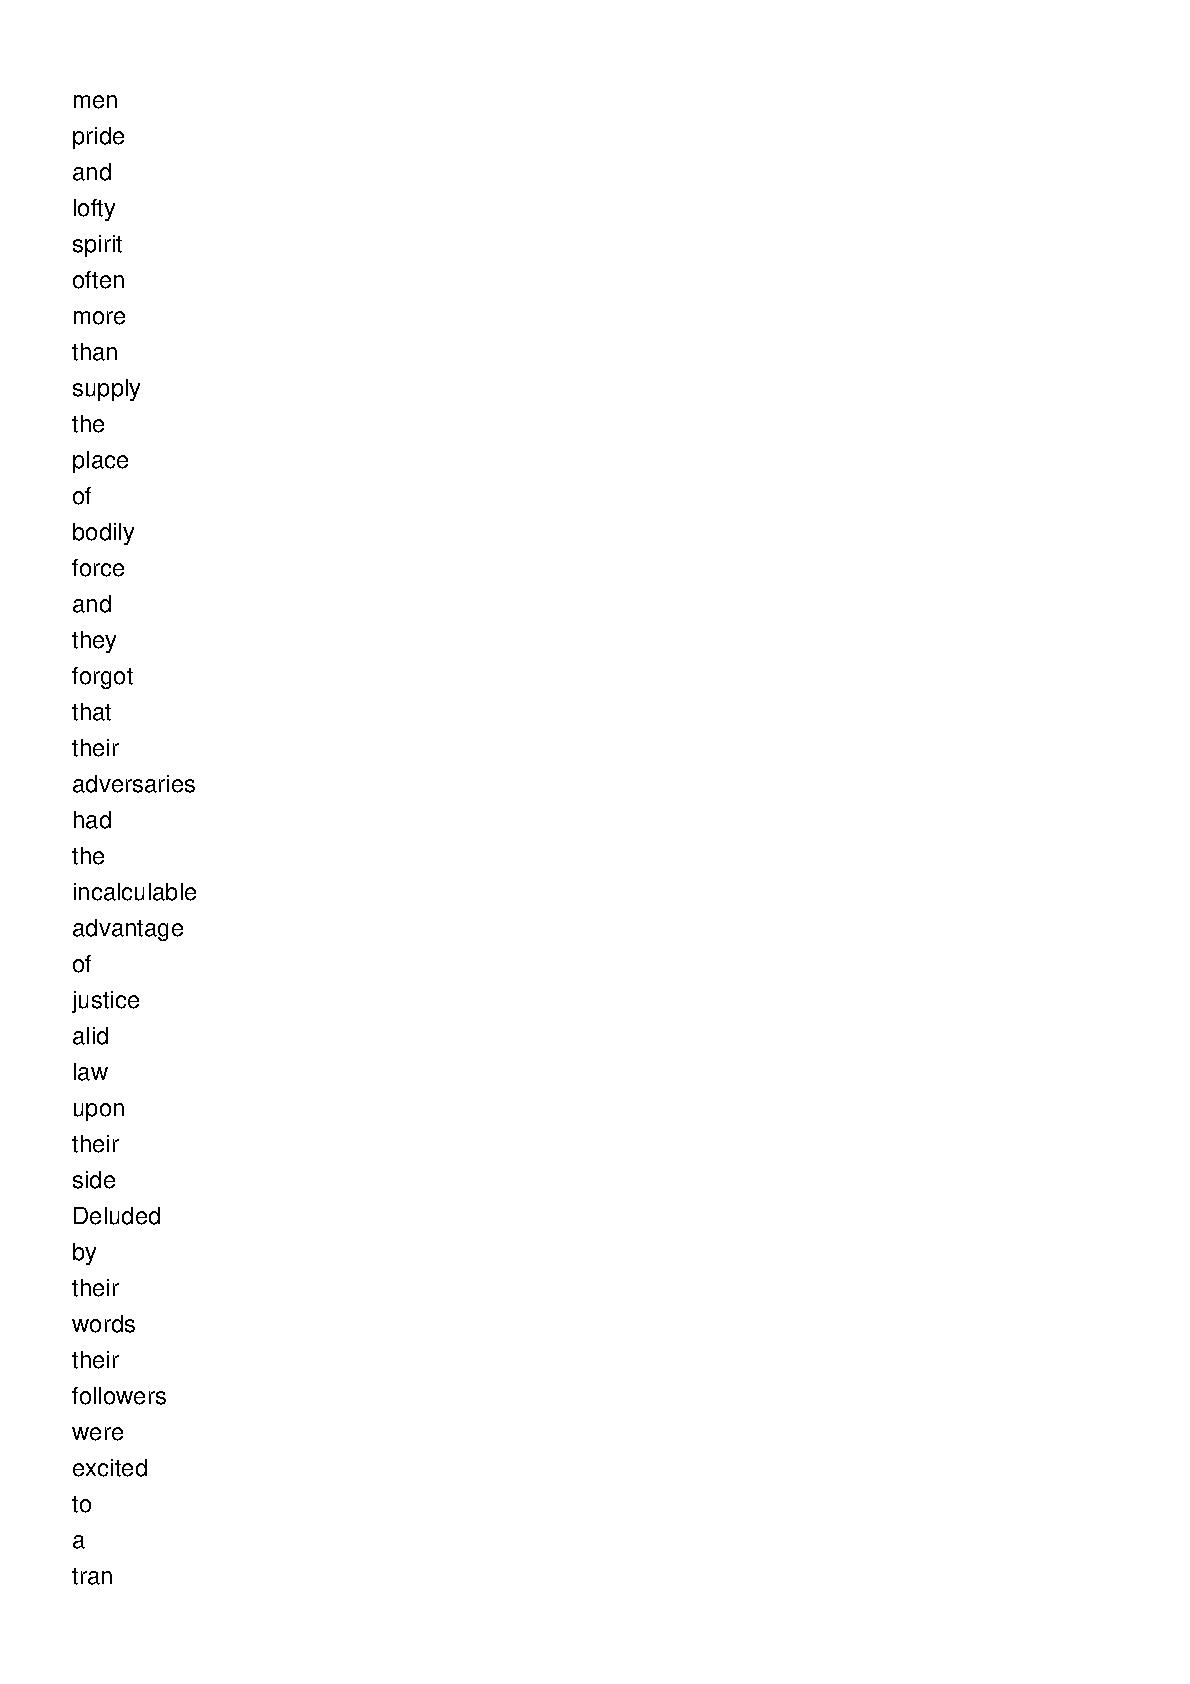 men
pride
and
lofty
spirit
often
more
than
supply
the
place
of
bodily
force
and
they
forgot
that
their
adversaries
had
the
incalculable
advantage
of
justice
alid
law
upon
their
side
Deluded
by
their
words
their
followers
were
excited
to
a
tran